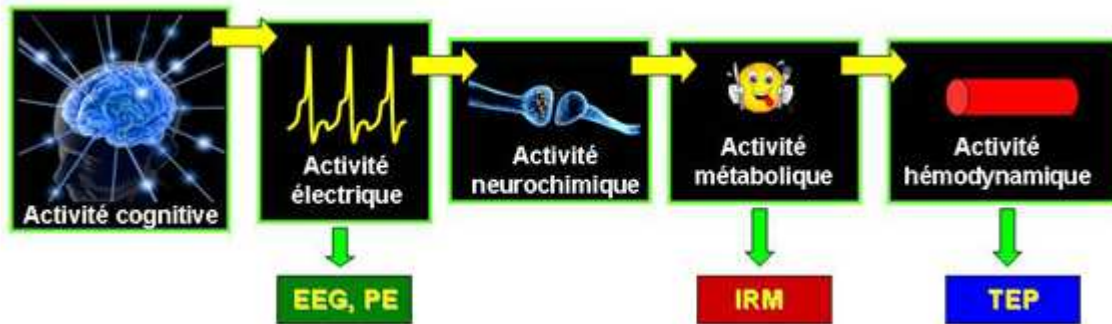 Activité cognitive
Activité
électrique
Activité
neurochimique
Activité
métabolique
Activité
hémodynamique
EEG, PE
IRM
TEP